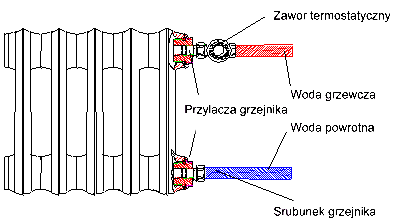 Zawor termostatyczny
Woda grzewcza
Przylacza grzejnika
Woda powrotna
Srubunek grzejnika